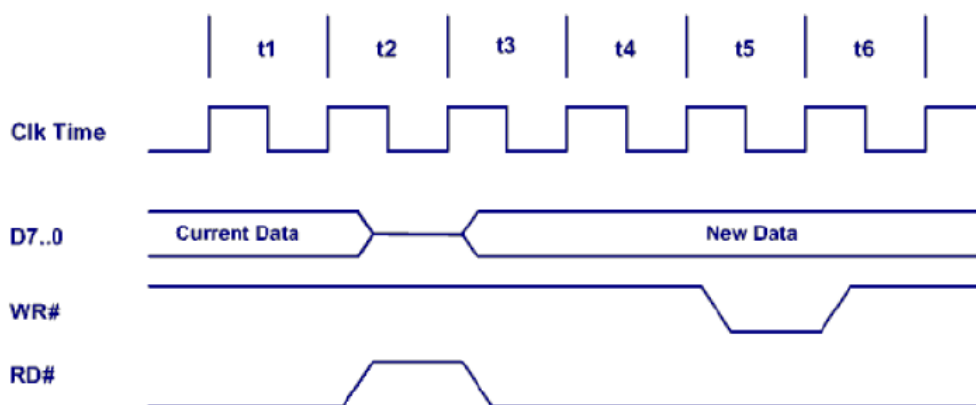 t1 t2 t3 t4 t5 t6
Clk Time
D7..0 Current Data New Data
WR#
RD#